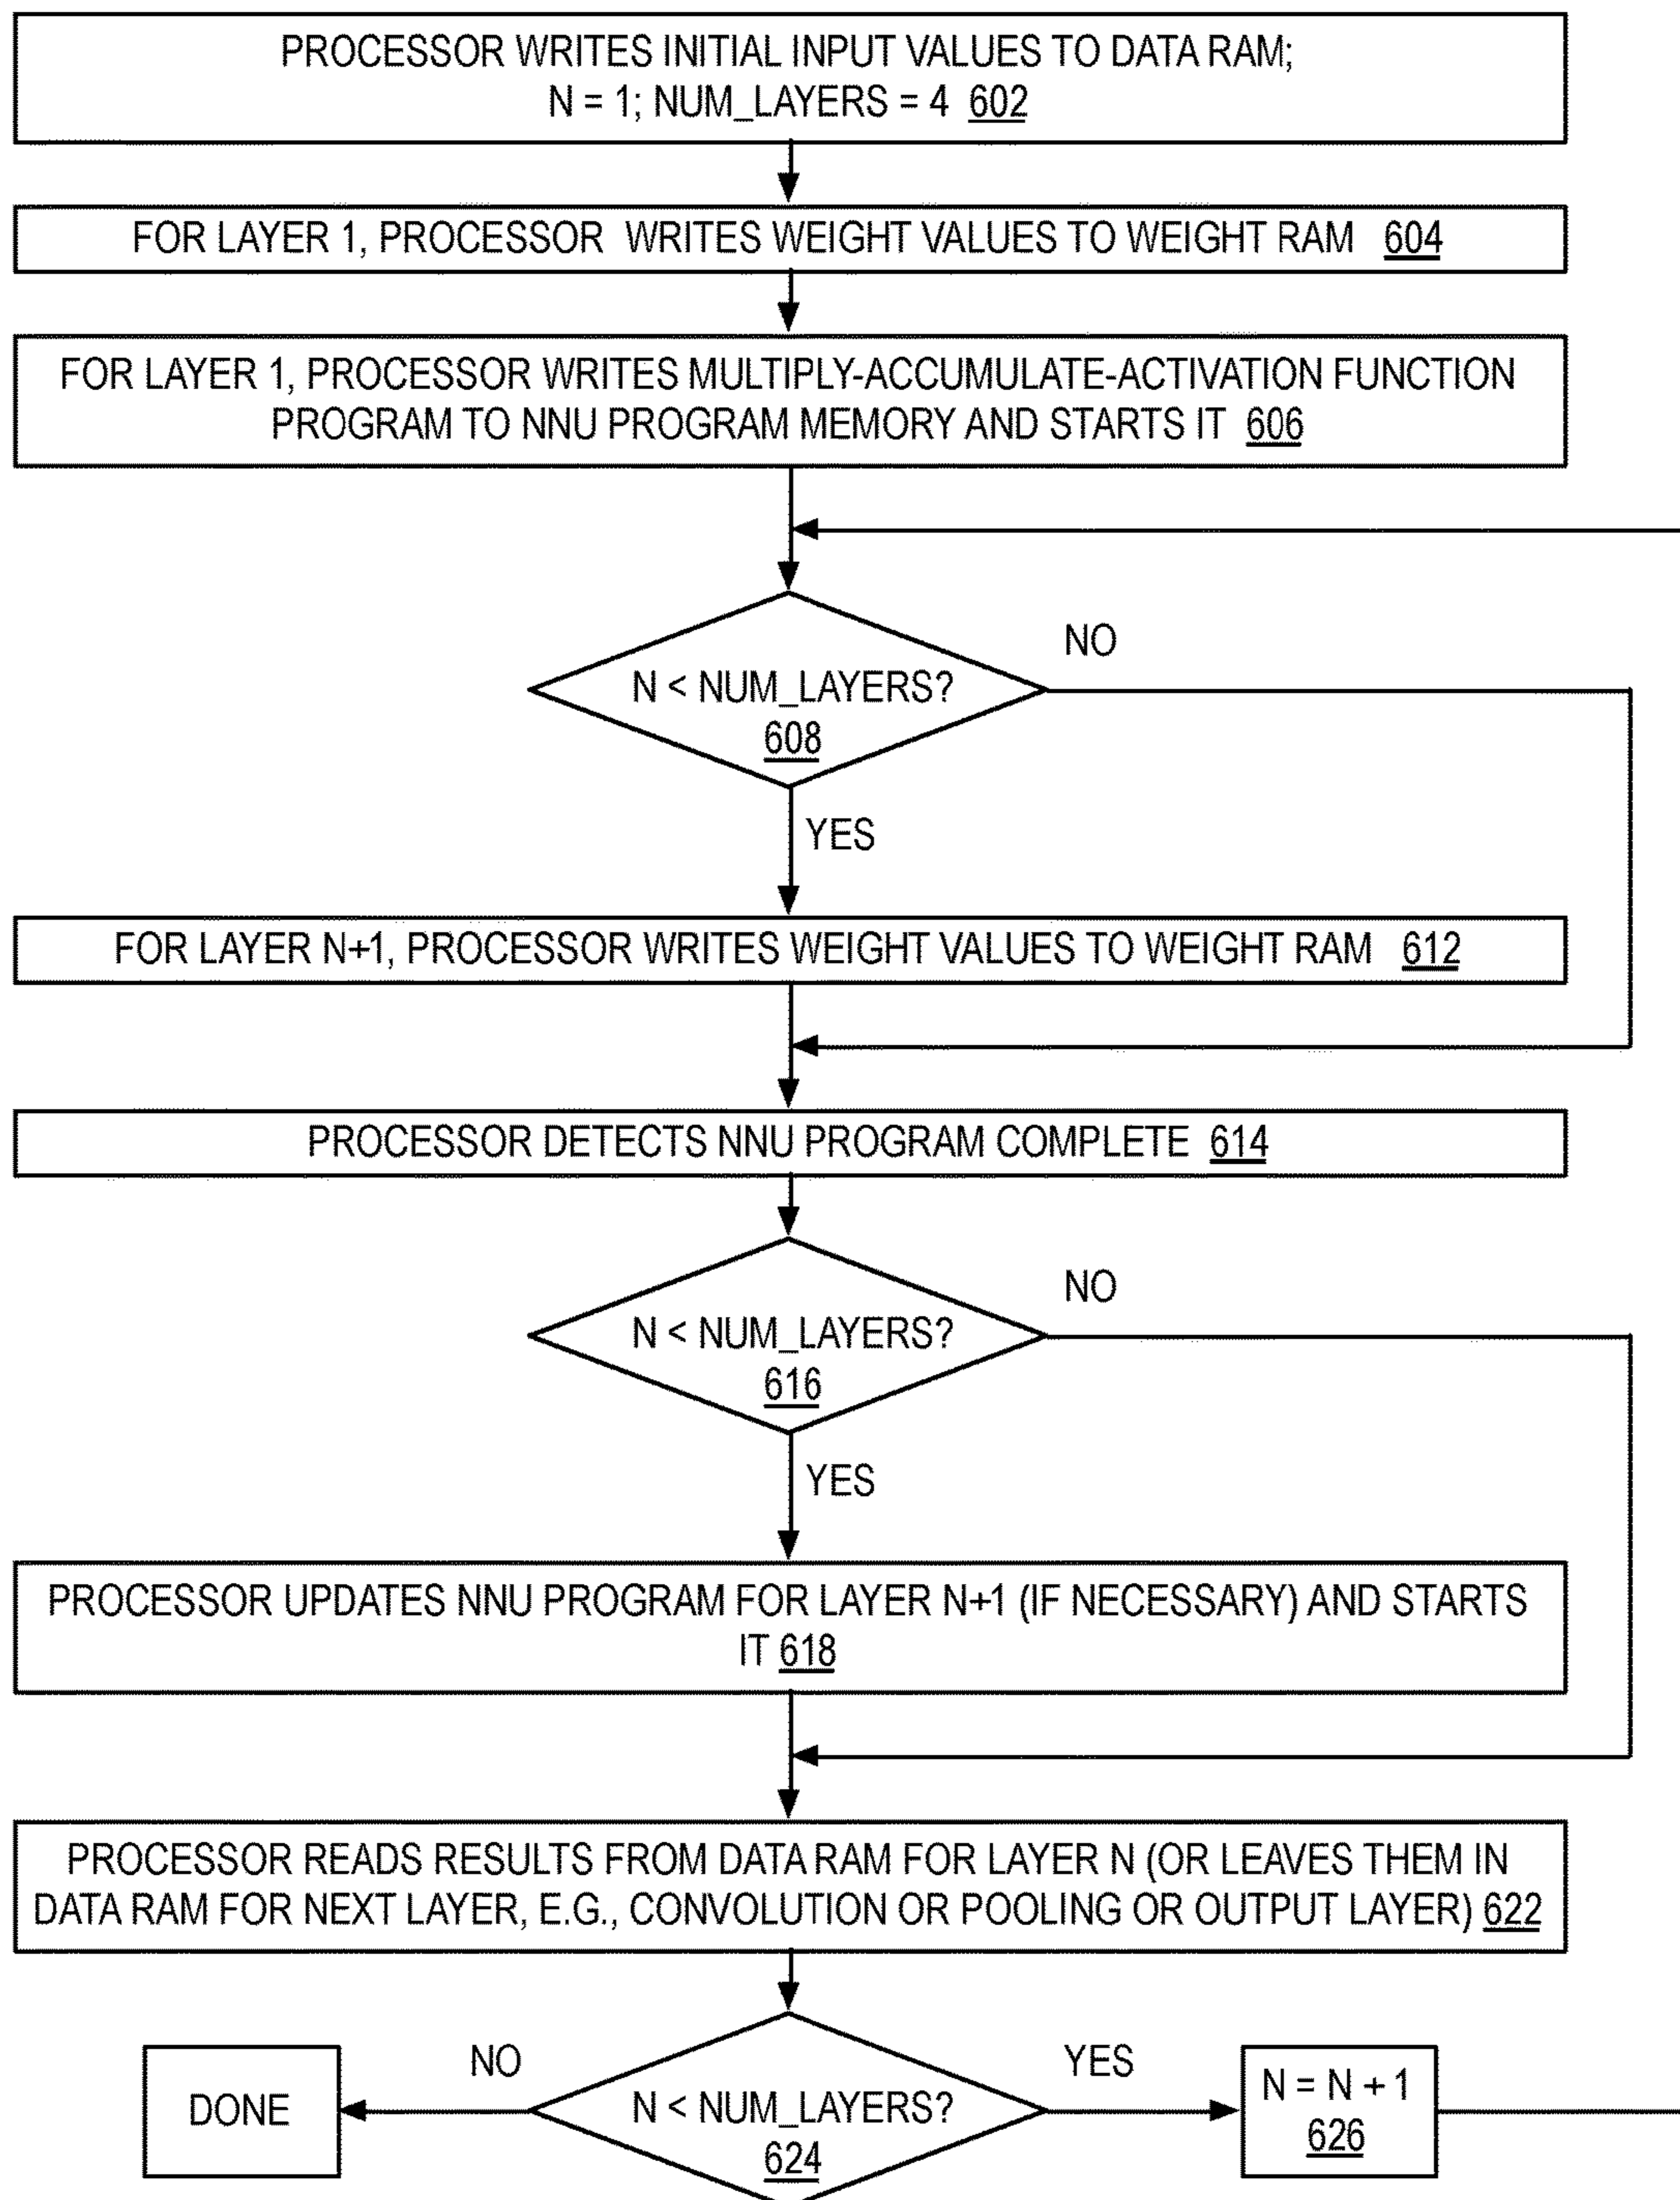 PROCESSOR WRITES INITIAL INPUT VALUES TO DATA RAM;
N = 1; NUM_LAYERS = 4 602
FOR LAYER 1, PROCESSOR WRITES WEIGHT VALUES TO WEIGHT RAM 604
FOR LAYER 1, PROCESSOR WRITES MULTIPLY-ACCUMULATE-ACTIVATION FUNCTION
PROGRAM TO NNU PROGRAM MEMORY AND STARTS IT 606
NO
N < NUM_LAYERS?
608
YES
FOR LAYER N+1, PROCESSOR WRITES WEIGHT VALUES TO WEIGHT RAM 612
PROCESSOR DETECTS NNU PROGRAM COMPLETE 614
NO
N < NUM_LAYERS?
616
YES
PROCESSOR UPDATES NNU PROGRAM FOR LAYER N+1 (IF NECESSARY) AND STARTS
IT 618
PROCESSOR READS RESULTS FROM DATA RAM FOR LAYER N (OR LEAVES THEM IN
DATA RAM FOR NEXT LAYER, E.G., CONVOLUTION OR POOLING OR OUTPUT LAYER) 622
NO
YES
DONE
N < NUM_LAYERS?
624
N = N + 1
626